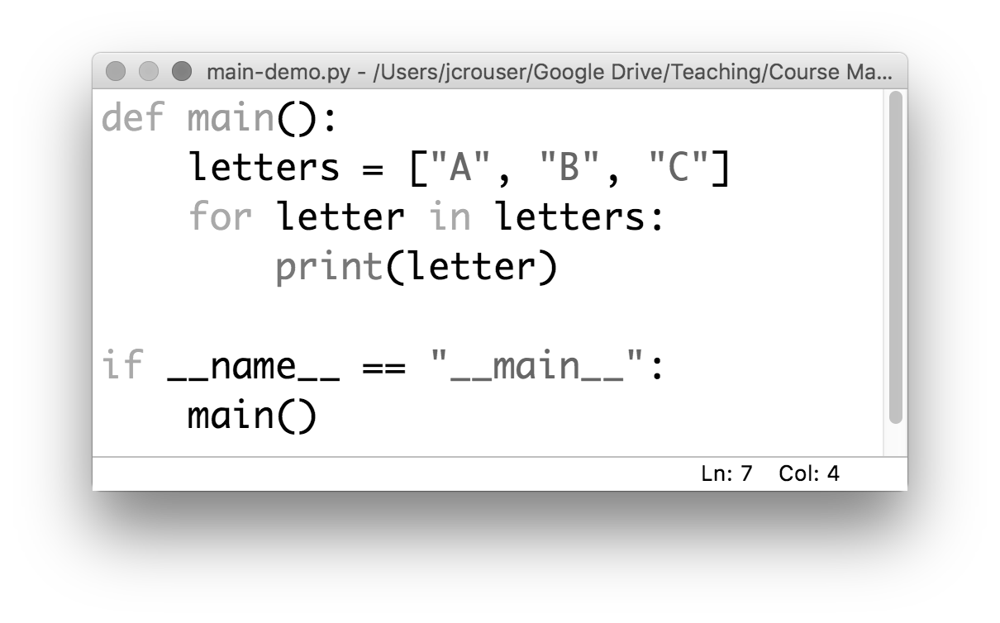 main-demo.py - /Users/jcrouser/Google Drive/Teaching/Course Ma...
def main():
    letters = ["A", "B", "C"]
    for letter in letters:
        print(letter)

if __name__ == "__main__":
    main()
Ln: 7 Col: 4